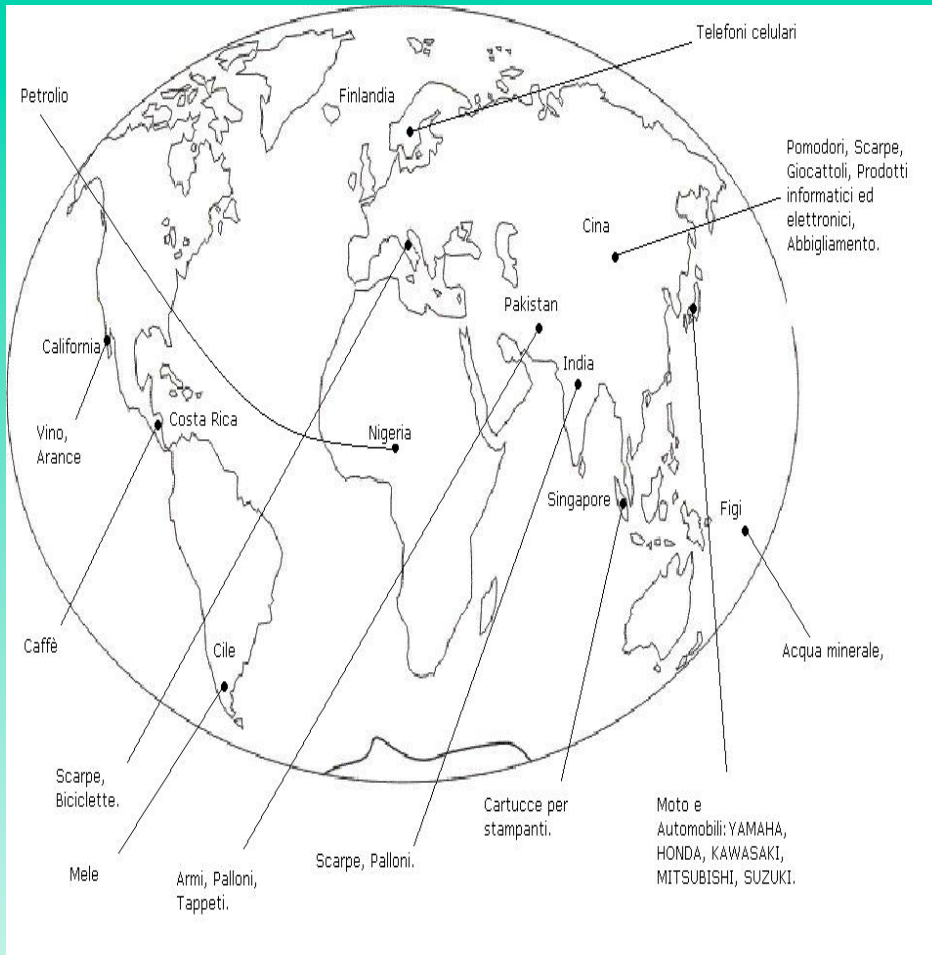 Telefoni celulari
Petrolio
Finlandia
Pomodori, Scarpe,
Giocattoli, Prodotti
informatici ed
elettronici,
Abbigliamento.
Cina
Pakistan
California
India
Costa Rica
Vino,
Arance
Nigeria
Singapore
Figi
Caffè
Cile
Acqua minerale,
Scarpe,
Biciclette.
Cartucce per
stampanti.
Moto e
Automobili: YAMAHA,
HONDA, KAWASAKI,
MITSUBISHI, SUZUKI.
Scarpe, Palloni.
Mele
Armi, Palloni,
Tappeti.